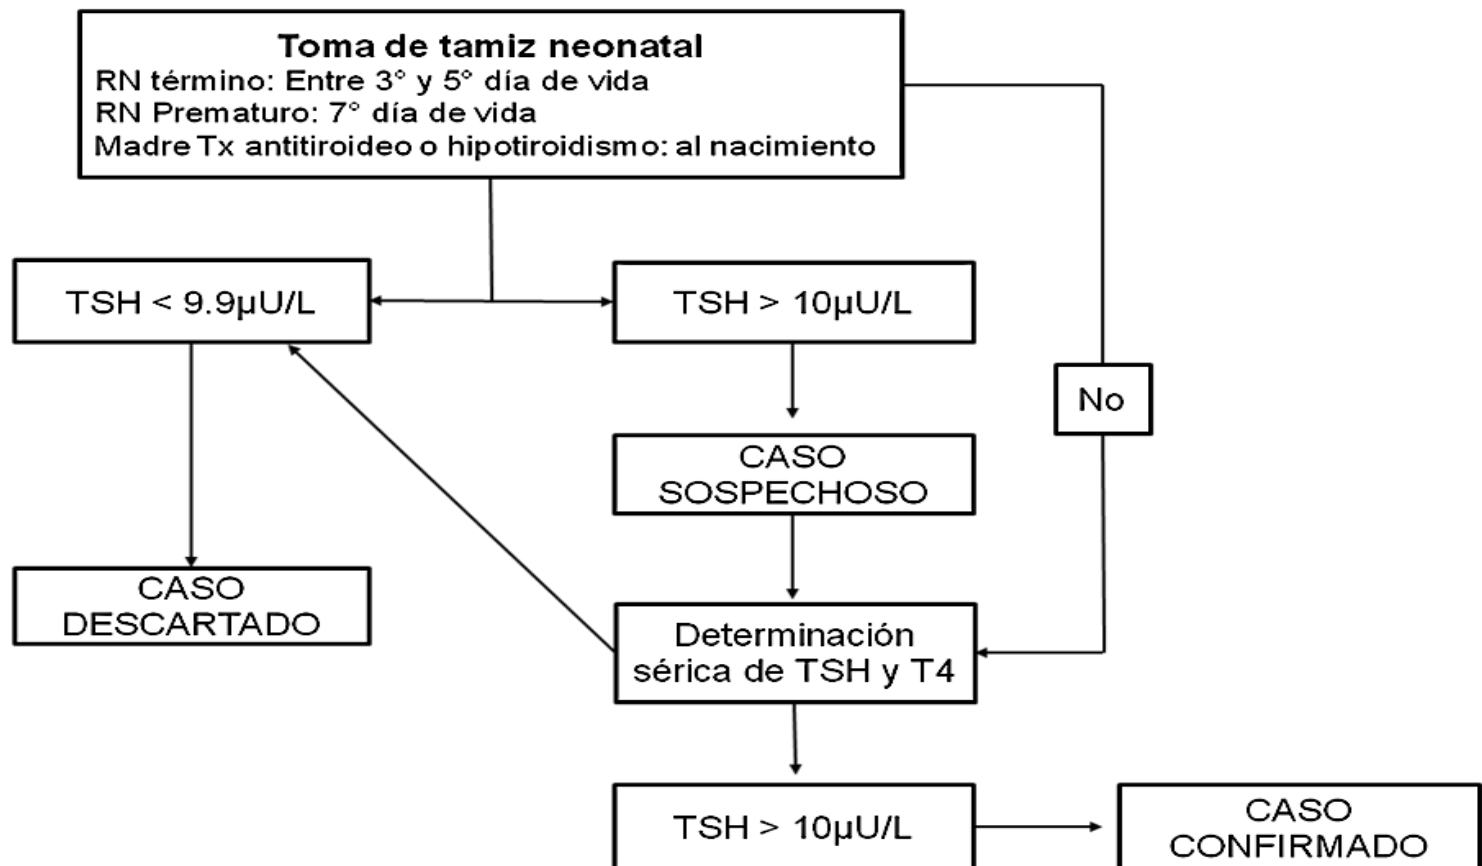 Toma de tamiz neonatal
RN término: Entre 3° y 5° día de vida
RN Prematuro: 7° día de vida
Madre Tx antitiroideo o hipotiroidismo: al nacimiento
TSH < 9.9µU/L
TSH > 10µU/L
No
CASO
SOSPECHOSO
CASO
DESCARTADO
Determinación
sérica de TSH y T4
TSH > 10µU/L
CASO
CONFIRMADO